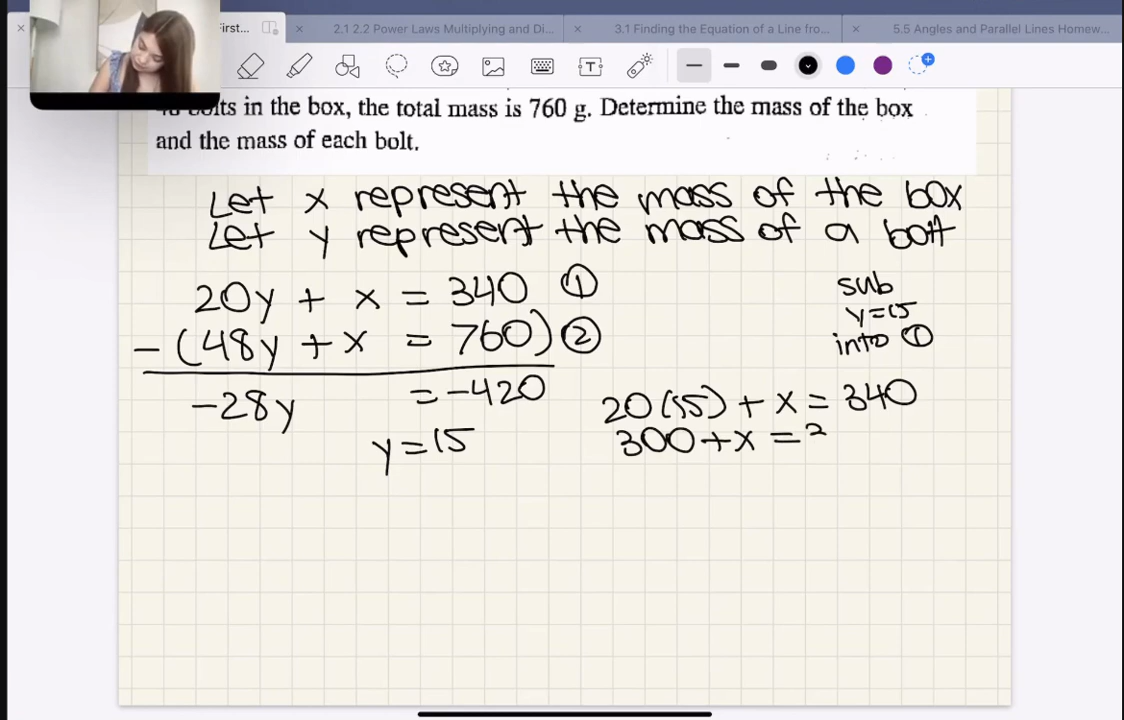 irst...
2.1 2.2 Power Laws Multiplying and Di...
3.1 Finding the Equation of a Line fro...
5.5 Angles and Parallel Lines Homew...
in the box, the total mass is 760 g. Determine the mass of the box
and the mass of each bolt.
Let x represent the mass of the box
Let y represent the mass of a bolt
20y + x = 340 ①
- (48y + x = 760) ②
-28y = -420
y = 15
sub
y = 15
into ①
20(15) + x = 340
300 + x =